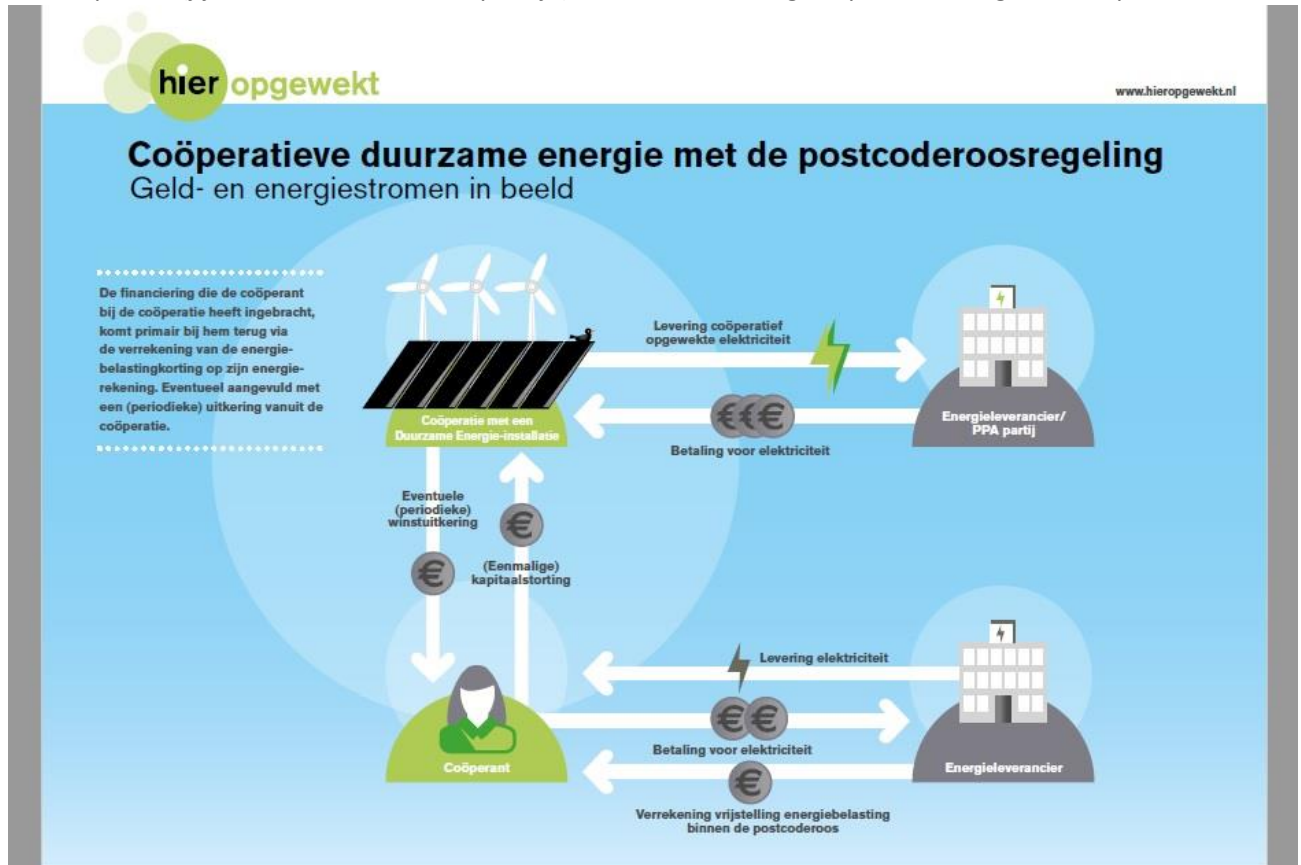 hier opgewekt
www.hieropgewekt.nl
Coöperatieve duurzame energie met de postcoderoosregeling
Geld- en energiestromen in beeld
De financiering die de coöperant
bij de coöperatie heeft ingebracht,
komt primair bij hem terug via
de verrekening van de energie-
belastingkorting op zijn energie-
rekening. Eventueel aangevuld met
een (periodieke) uitkering vanuit de
coöperatie.
Coöperatie met een
Duurzame Energie-installatie
Levering coöperatief
opgewekte elektriciteit
€€€
Betaling voor elektriciteit
Energieleverancier/
PPA partij
Eventuele
(periodieke)
winstuitkering
€
€
(Eenmalige)
kapitaalstorting
Coöperant
Levering elektriciteit
€€
Betaling voor elektriciteit
€
Verrekening vrijstelling energiebelasting
binnen de postcoderoos
Energieleverancier